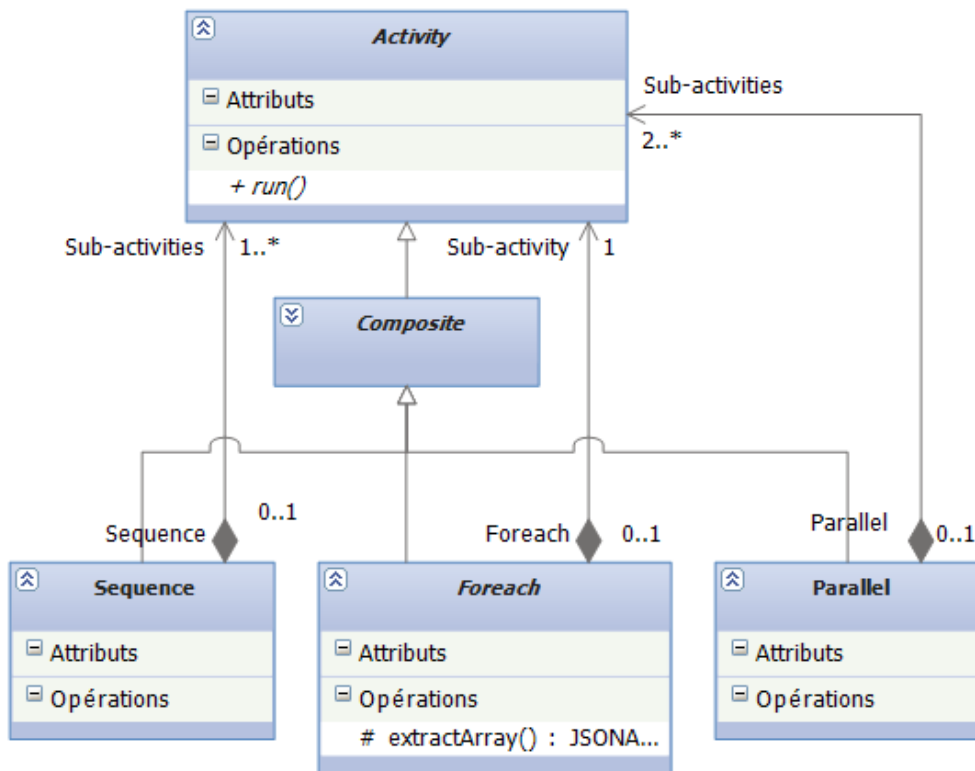 Activity
Attributs
Opérations
+ run()
Sub-activities
2..*
Sub-activities
1..*
Sub-activity
1
Composite
Sequence
0..1
Foreach
0..1
Parallel
0..1
Sequence
Attributs
Opérations
Foreach
Attributs
Opérations
# extractArray() : JSONA...
Parallel
Attributs
Opérations